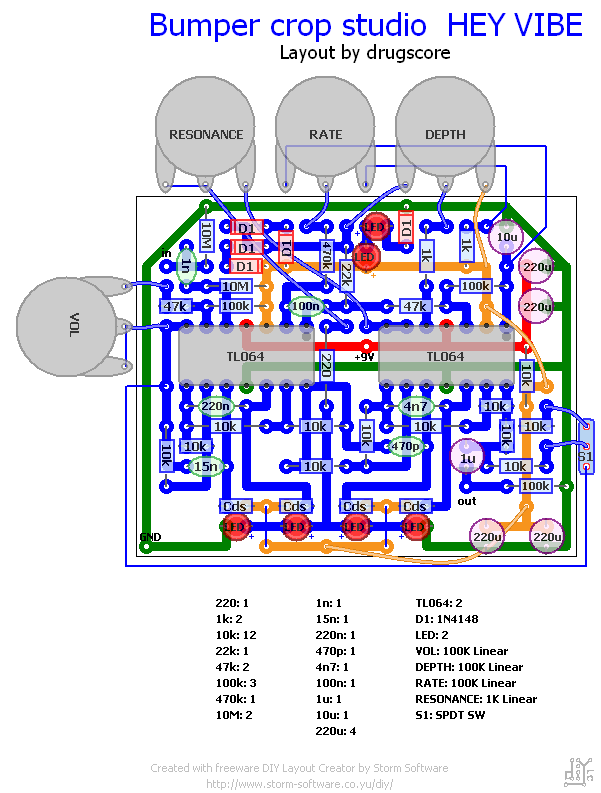 Bumper crop studio HEY VIBE
Layout by drugscore
RESONANCE
RATE
DEPTH
VOL
in
10M
D1
D1
D1
D1
1n
10M
47k
100k
100n
470k
22k
LED
LED
D1
1k
1k
10u
220u
220u
100k
47k
TL064
+9V
TL064
220
10k
220n
10k
10k
10k
15n
10k
10k
4n7
470p
10k
10k
10k
1u
10k
100k
out
S1
Cds
Cds
Cds
Cds
LED
LED
LED
LED
GND
220u
220u
220: 1
1k: 2
10k: 12
22k: 1
47k: 2
100k: 3
470k: 1
10M: 2
1n: 1
15n: 1
220n: 1
470p: 1
4n7: 1
100n: 1
1u: 1
10u: 1
220u: 4
TL064: 2
D1: 1N4148
LED: 2
VOL: 100K Linear
DEPTH: 100K Linear
RATE: 100K Linear
RESONANCE: 1K Linear
S1: SPDT SW
Created with freeware DIY Layout Creator by Storm Software
http://www.storm-software.co.yu/diy/